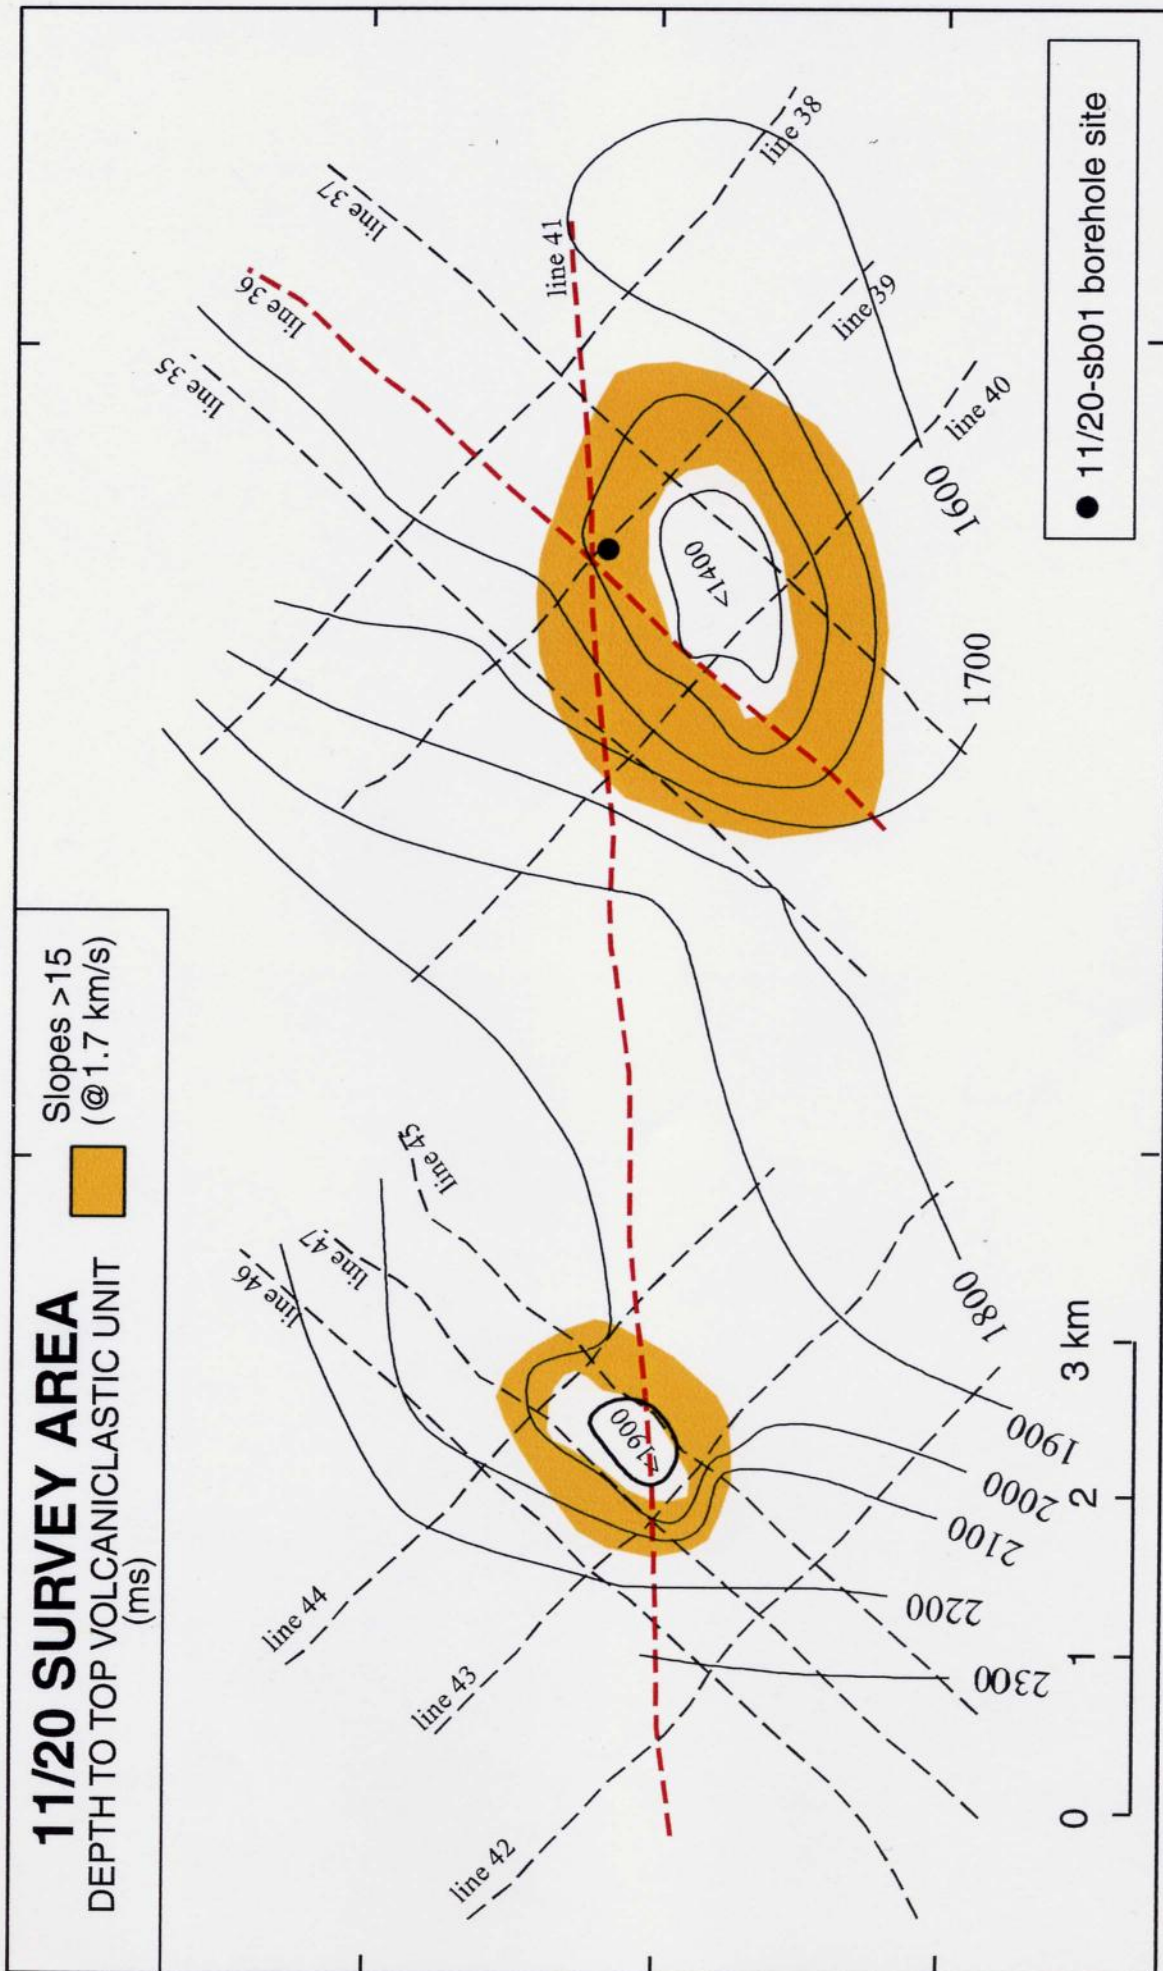 11/20 SURVEY AREA
DEPTH TO TOP VOLCANICLASTIC UNIT
(ms)
Slopes >15
(@1.7 km/s)
line 46
line 47
line 45
line 44
line 43
line 42
line 35
line 36
line 37
line 41
line 38
line 39
line 40
<1900
<1400
2300
2200
2100
2000
1900
1800
1700
1600
0
1
2
3 km
11/20-sb01 borehole site